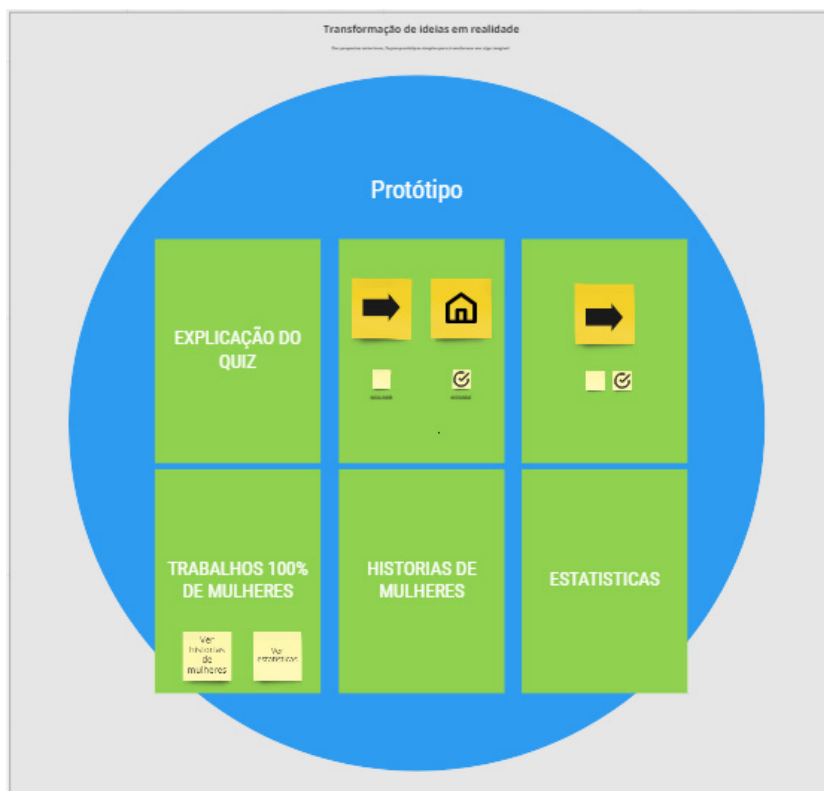 Transformação de ideias em realidade
Protótipo
EXPLICAÇÃO DO
QUIZ
TRABALHOS 100%
DE MULHERES
Ver
historias
de
mulheres
Ver
estatisticas
HISTORIAS DE
MULHERES
ESTATISTICAS